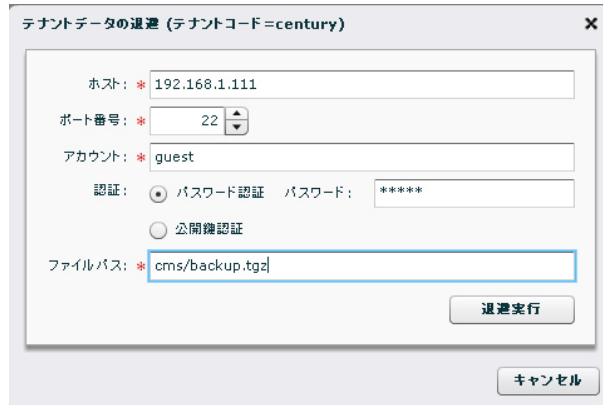 テナントデータの退避 (テナントコード=century)
ホスト: * 192.168.1.111
ポート番号: * 22
アカウント: * guest
認証: パスワード認証 パスワード: *****
公開鍵認証
ファイルパス: * cms/backup.tgz
退避実行
キャンセル